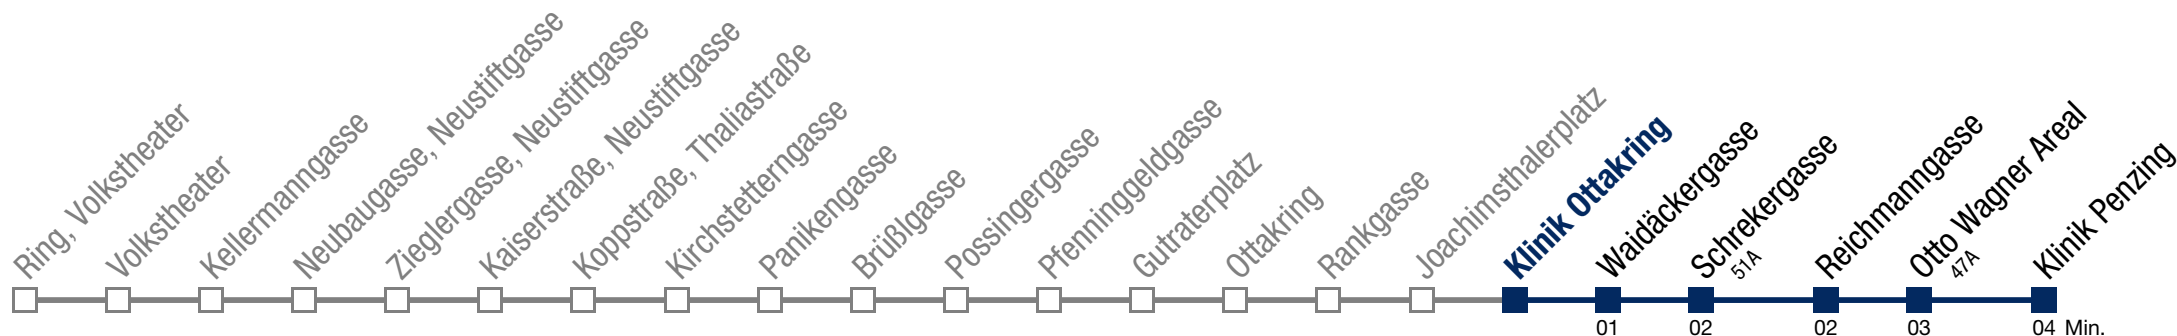 Ring, Volkstheater
Volkstheater
Kellermanngasse
Neubaugasse, Neustiftgasse
Zieglergasse, Neustiftgasse
Kaiserstraße, Neustiftgasse
Koppstraße, Thaliastraße
Kirchstetterngasse
Panikengasse
Brüßlgasse
Possingergasse
Pfenninggeldgasse
Gutraterplatz
Ottakring
Rankgasse
Joachimsthalerplatz
Klinik Ottakring
Waidäckergasse
Schrekergasse
51A
Reichmanngasse
Otto Wagner Areal
47A
Klinik Penzing
01 02 02 03 04 Min.